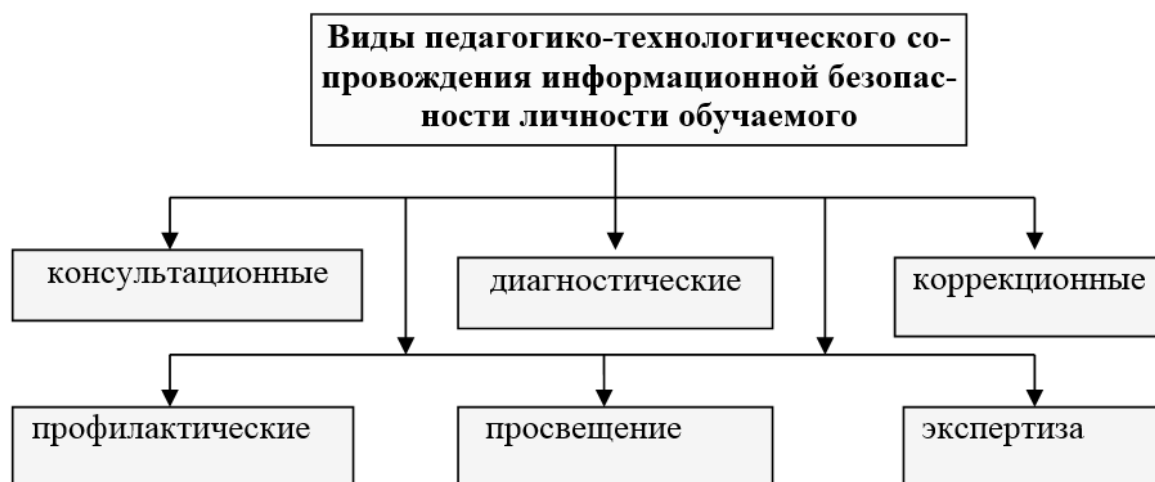 Виды педагогико-технологического со-
провождения информационной безопас-
ности личности обучаемого
консультационные
диагностические
коррекционные
профилактические
просвещение
экспертиза